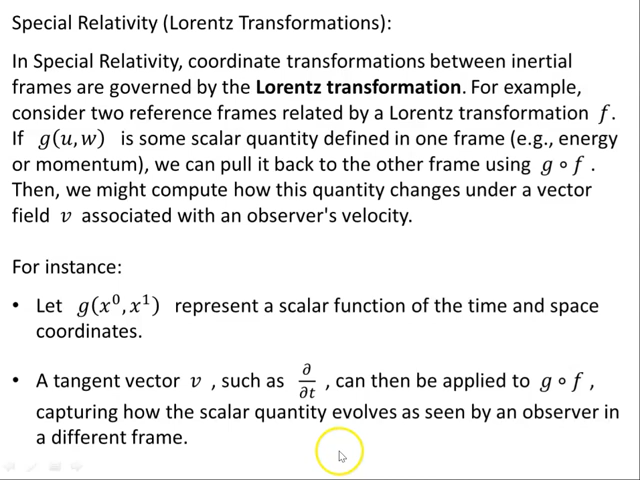 Special Relativity (Lorentz Transformations):
In Special Relativity, coordinate transformations between inertial
frames are governed by the Lorentz transformation. For example,
consider two reference frames related by a Lorentz transformation f.
If g(u, w) is some scalar quantity defined in one frame (e.g., energy
or momentum), we can pull it back to the other frame using g ∘ f .
Then, we might compute how this quantity changes under a vector
field v associated with an observer's velocity.
For instance:
• Let g(x⁰, x¹) represent a scalar function of the time and space
coordinates.
• A tangent vector v , such as ∂/∂t , can then be applied to g ∘ f ,
capturing how the scalar quantity evolves as seen by an observer in
a different frame.